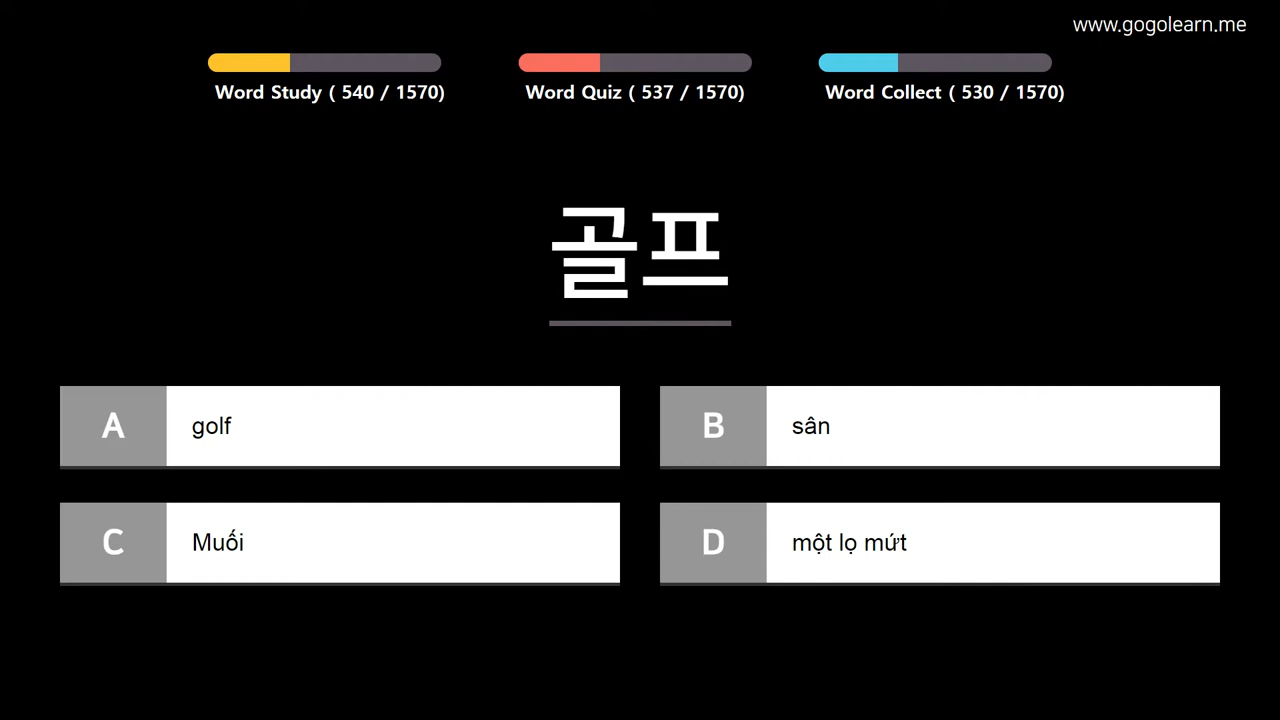 www.gogolearn.me
Word Study ( 540 / 1570)
Word Quiz ( 537 / 1570)
Word Collect ( 530 / 1570)
골프
A golf
B sân
C Muối
D một lọ mứt